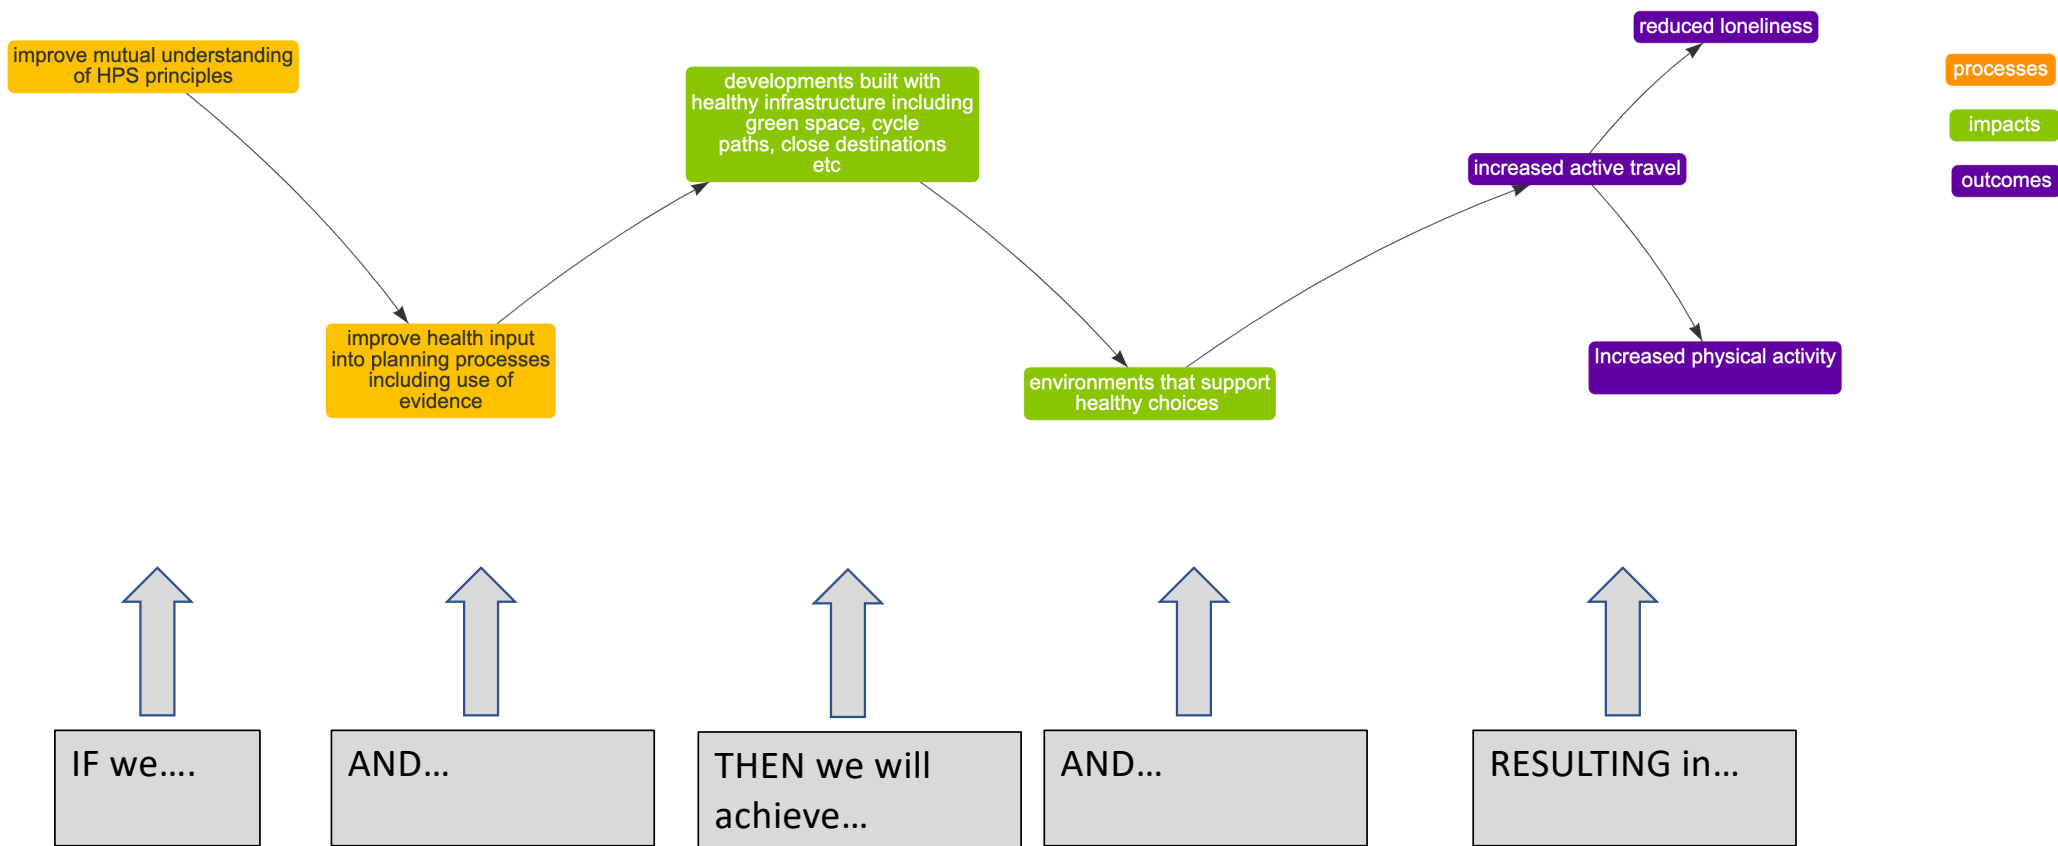 improve mutual understanding
of HPS principles
improve health input
into planning processes
including use of
evidence
developments built with
healthy infrastructure including
green space, cycle
paths, close destinations
etc
environments that support
healthy choices
increased active travel
reduced loneliness
Increased physical activity
processes
impacts
outcomes
IF we....
AND...
THEN we will
achieve...
AND...
RESULTING in...